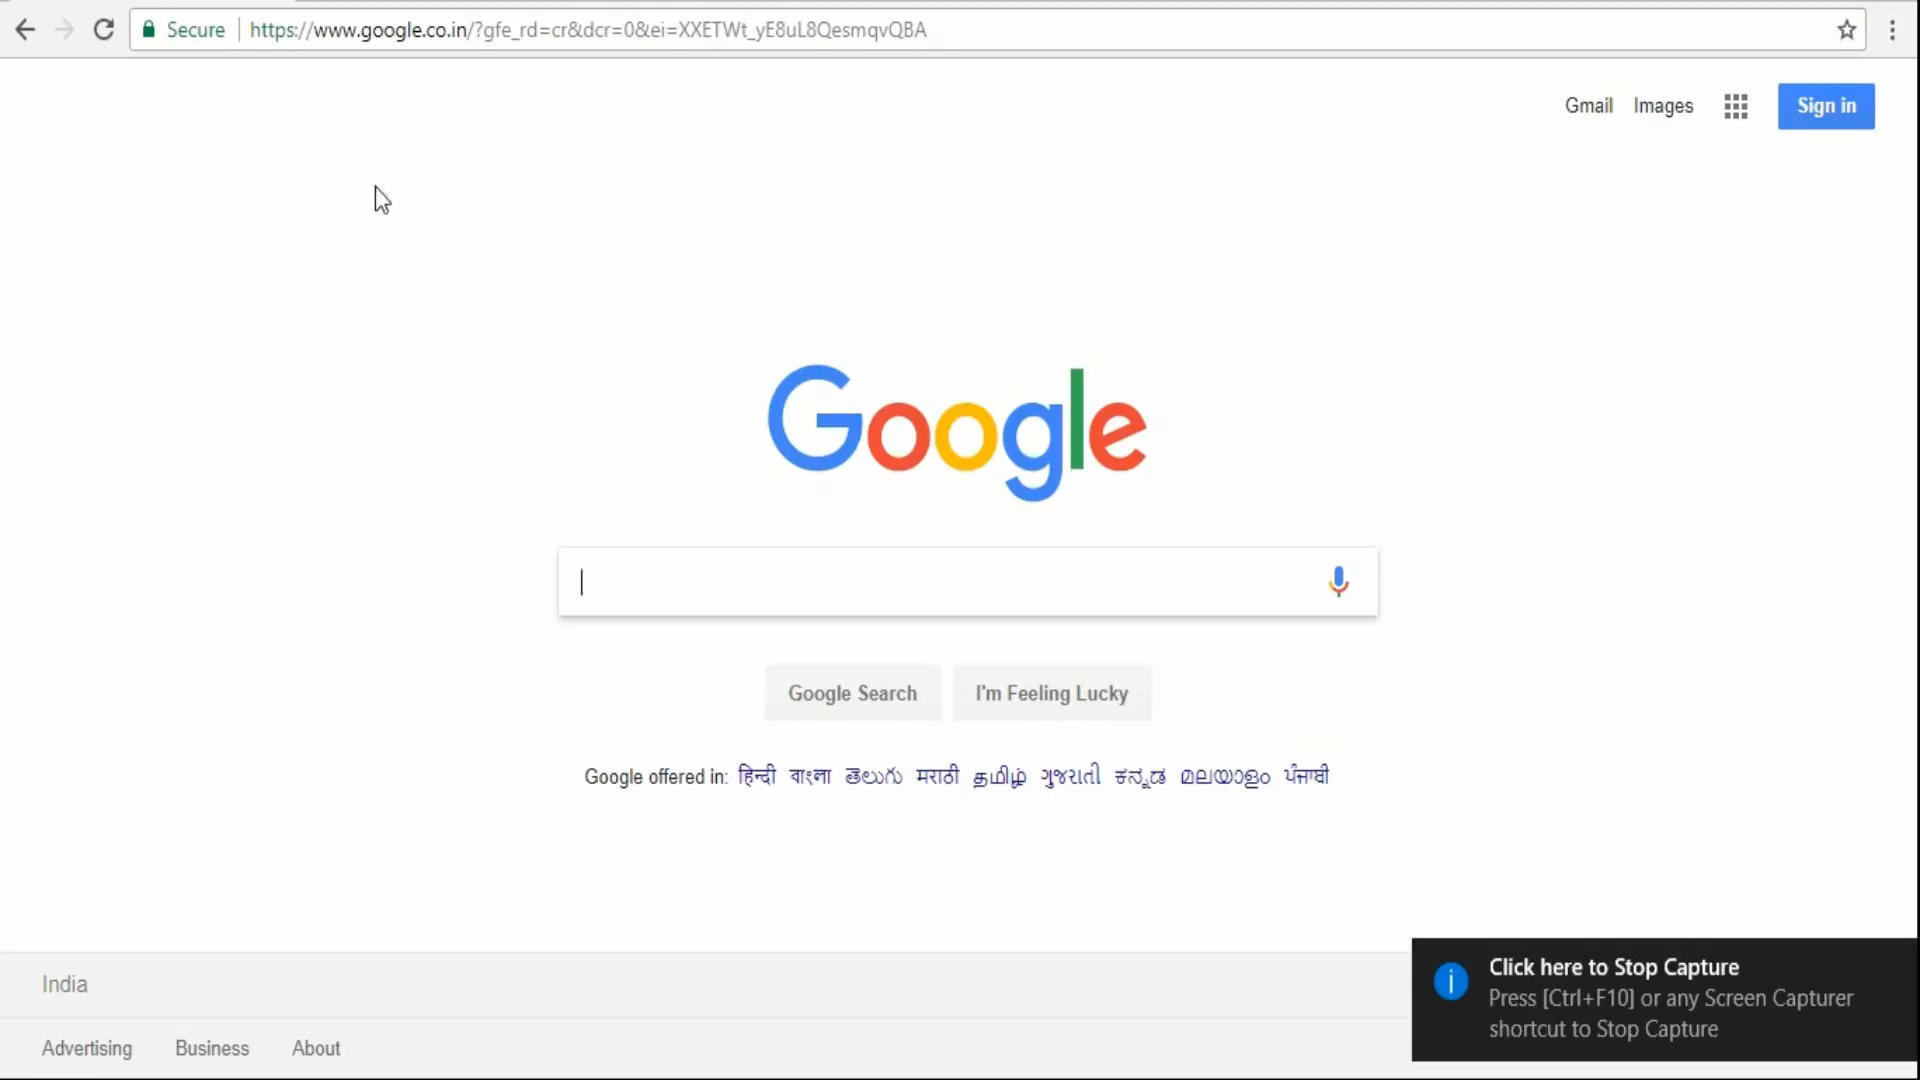 Secure https://www.google.co.in/?gfe_rd=cr&dcr=0&ei=XXETWt_yE8uL8QesmqvQBA
Gmail Images Sign in
Google
Google Search I'm Feeling Lucky
Google offered in: हिन्दी বাংলা తెలుగు मराठी தமிழ் ગુજરાતી ಕನ್ನಡ മലയാളം ਪੰਜਾਬੀ
India
Click here to Stop Capture
Press [Ctrl+F10] or any Screen Capturer
shortcut to Stop Capture
Advertising Business About